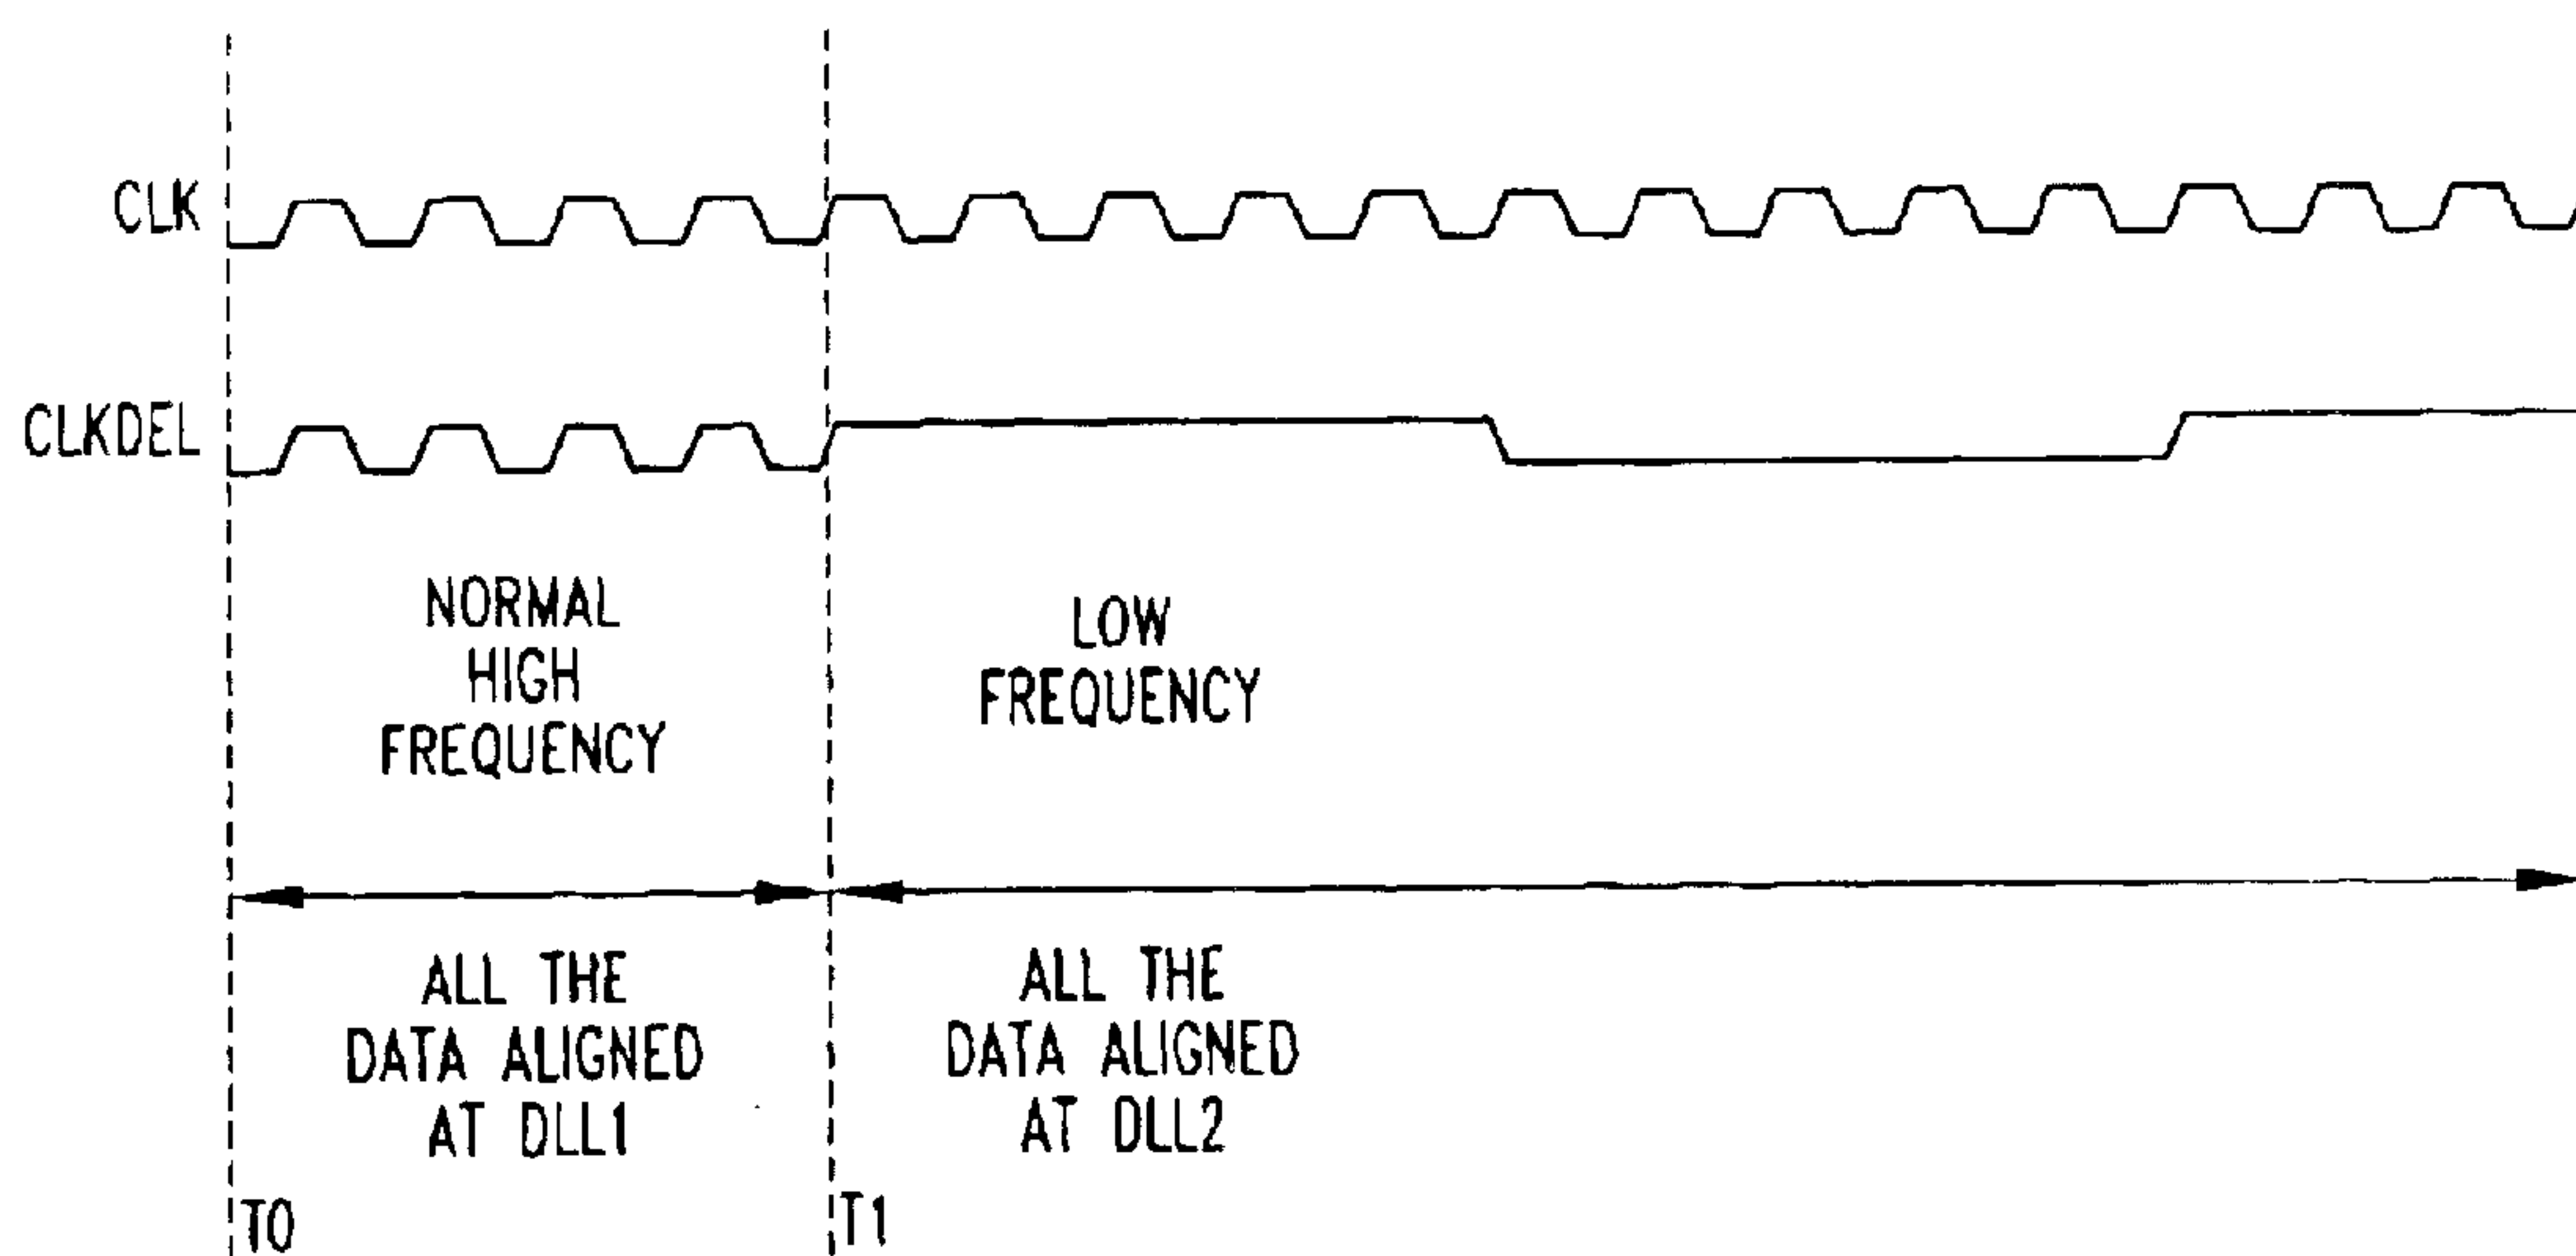 CLK
CLKDEL
NORMAL
HIGH
FREQUENCY
LOW
FREQUENCY
ALL THE
DATA ALIGNED
AT DLL1
ALL THE
DATA ALIGNED
AT DLL2
T0
T1